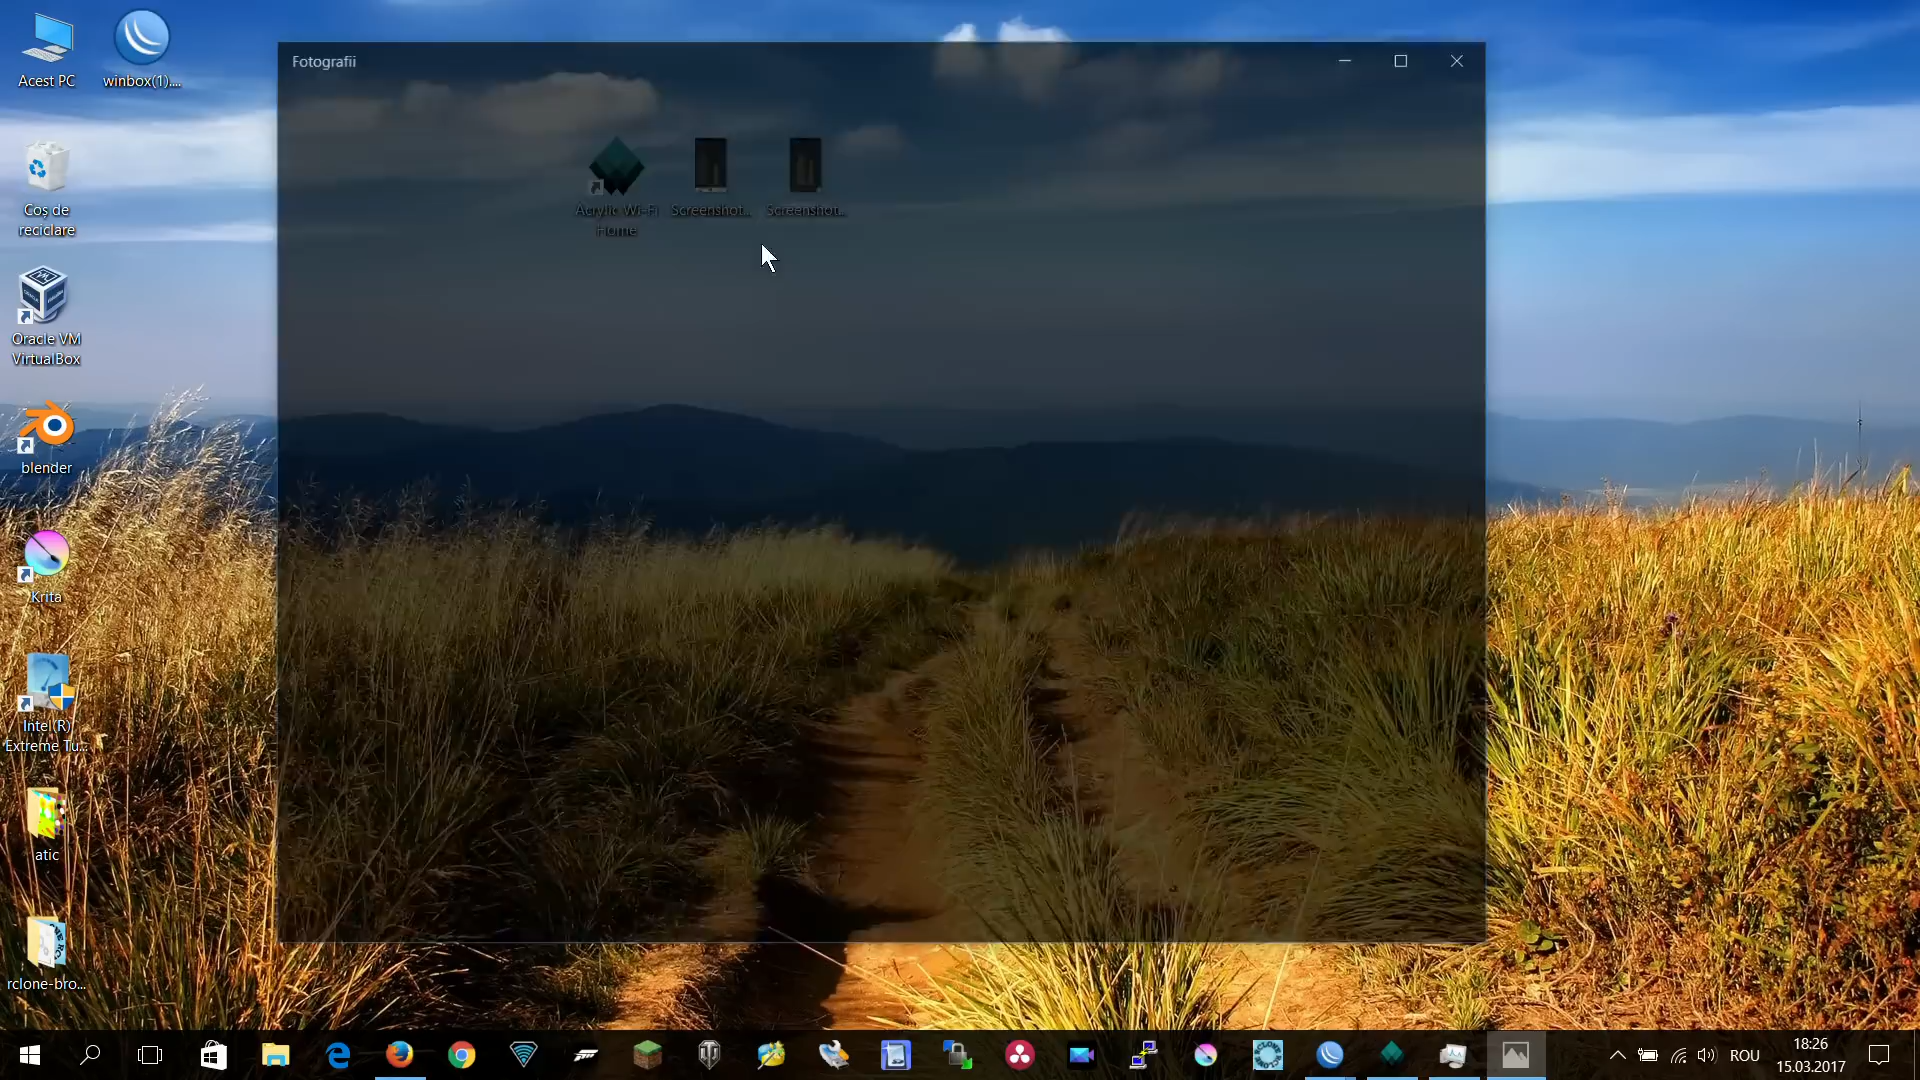 Acest PC
winbox(1)....
Fotografii
Coș de
reciclare
Acrylic Wi-Fi
Home
Screenshot...
Screenshot...
Oracle VM
VirtualBox
blender
Krita
Intel(R)
Extreme Tu...
atic
rclone-bro...
ROU
18:26
15.03.2017